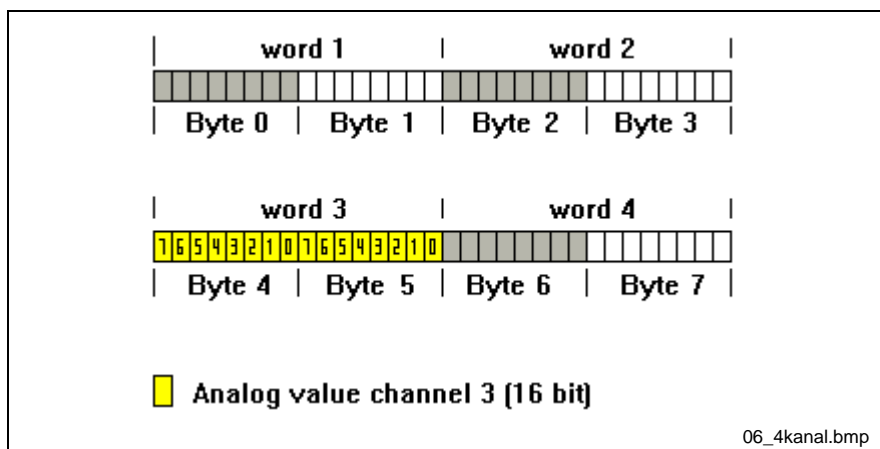 word 1 word 2
Byte 0 Byte 1 Byte 2 Byte 3
word 3 word 4
7 6 5 4 3 2 1 0 7 6 5 4 3 2 1 0
Byte 4 Byte 5 Byte 6 Byte 7
Analog value channel 3 (16 bit)
06_4kanal.bmp